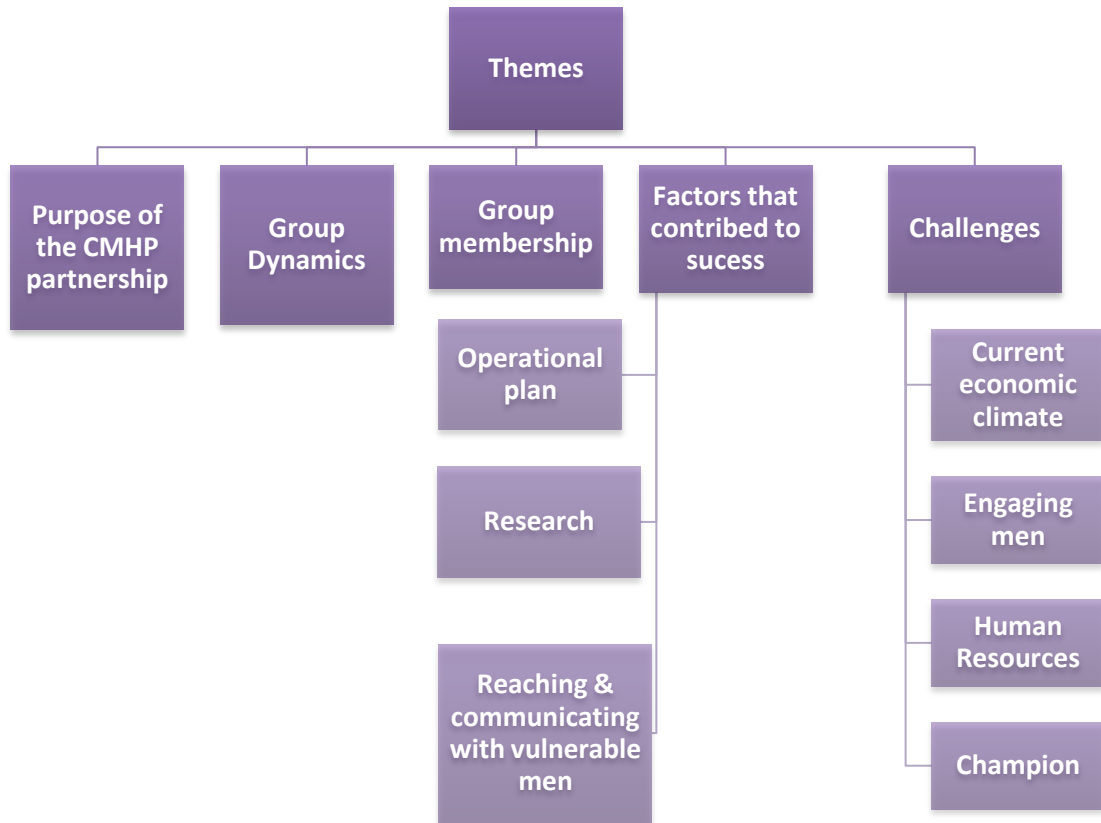 Themes
Purpose of
the CMHP
partnership
Group
Dynamics
Group
membership
Factors that
contribed to
sucess
Challenges
Operational
plan
Research
Reaching &
communicating
with vulnerable
men
Current
economic
climate
Engaging
men
Human
Resources
Champion